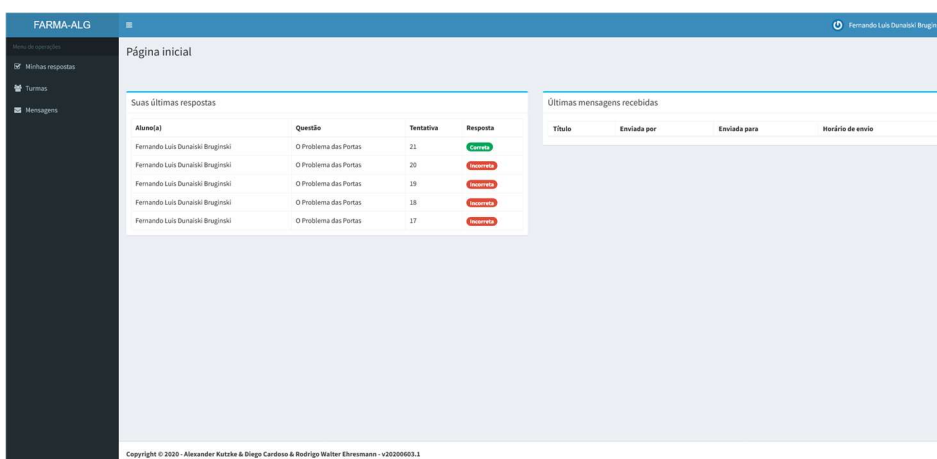 FARMA-ALG
Fernando Luis Dunaiski Brugin
Menu de operações
Minhas respostas
Turmas
Mensagens
Página inicial
Suas últimas respostas
Aluno(a) Questão Tentativa Resposta
Fernando Luis Dunaiski Bruginski O Problema das Portas 21 Correta
Fernando Luis Dunaiski Bruginski O Problema das Portas 20 Incorreta
Fernando Luis Dunaiski Bruginski O Problema das Portas 19 Incorreta
Fernando Luis Dunaiski Bruginski O Problema das Portas 18 Incorreta
Fernando Luis Dunaiski Bruginski O Problema das Portas 17 Incorreta
Últimas mensagens recebidas
Título Enviada por Enviada para Horário de envio
Copyright © 2020 - Alexander Kutzke & Diego Cardoso & Rodrigo Walter Ehresmann - v20200603.1